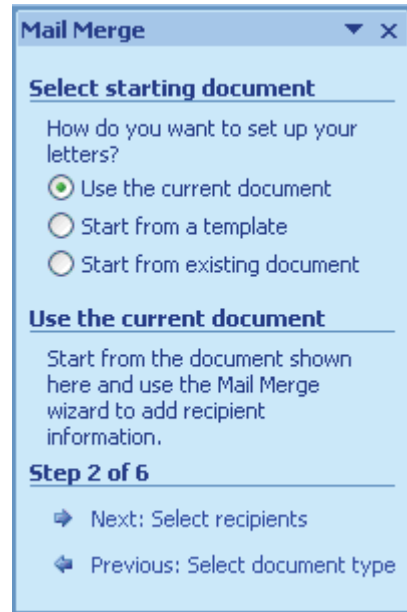 Mail Merge
Select starting document
How do you want to set up your
letters?
Use the current document
Start from a template
Start from existing document
Use the current document
Start from the document shown
here and use the Mail Merge
wizard to add recipient
information.
Step 2 of 6
Next: Select recipients
Previous: Select document type